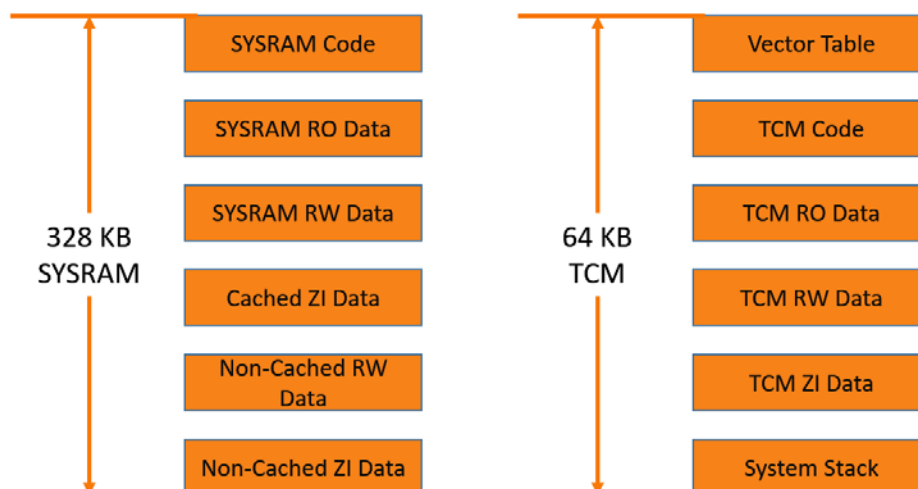 SYSRAM Code
SYSRAM RO Data
SYSRAM RW Data
328 KB
SYSRAM
Cached ZI Data
Non-Cached RW
Data
Non-Cached ZI Data
Vector Table
TCM Code
TCM RO Data
64 KB
TCM
TCM RW Data
TCM ZI Data
System Stack